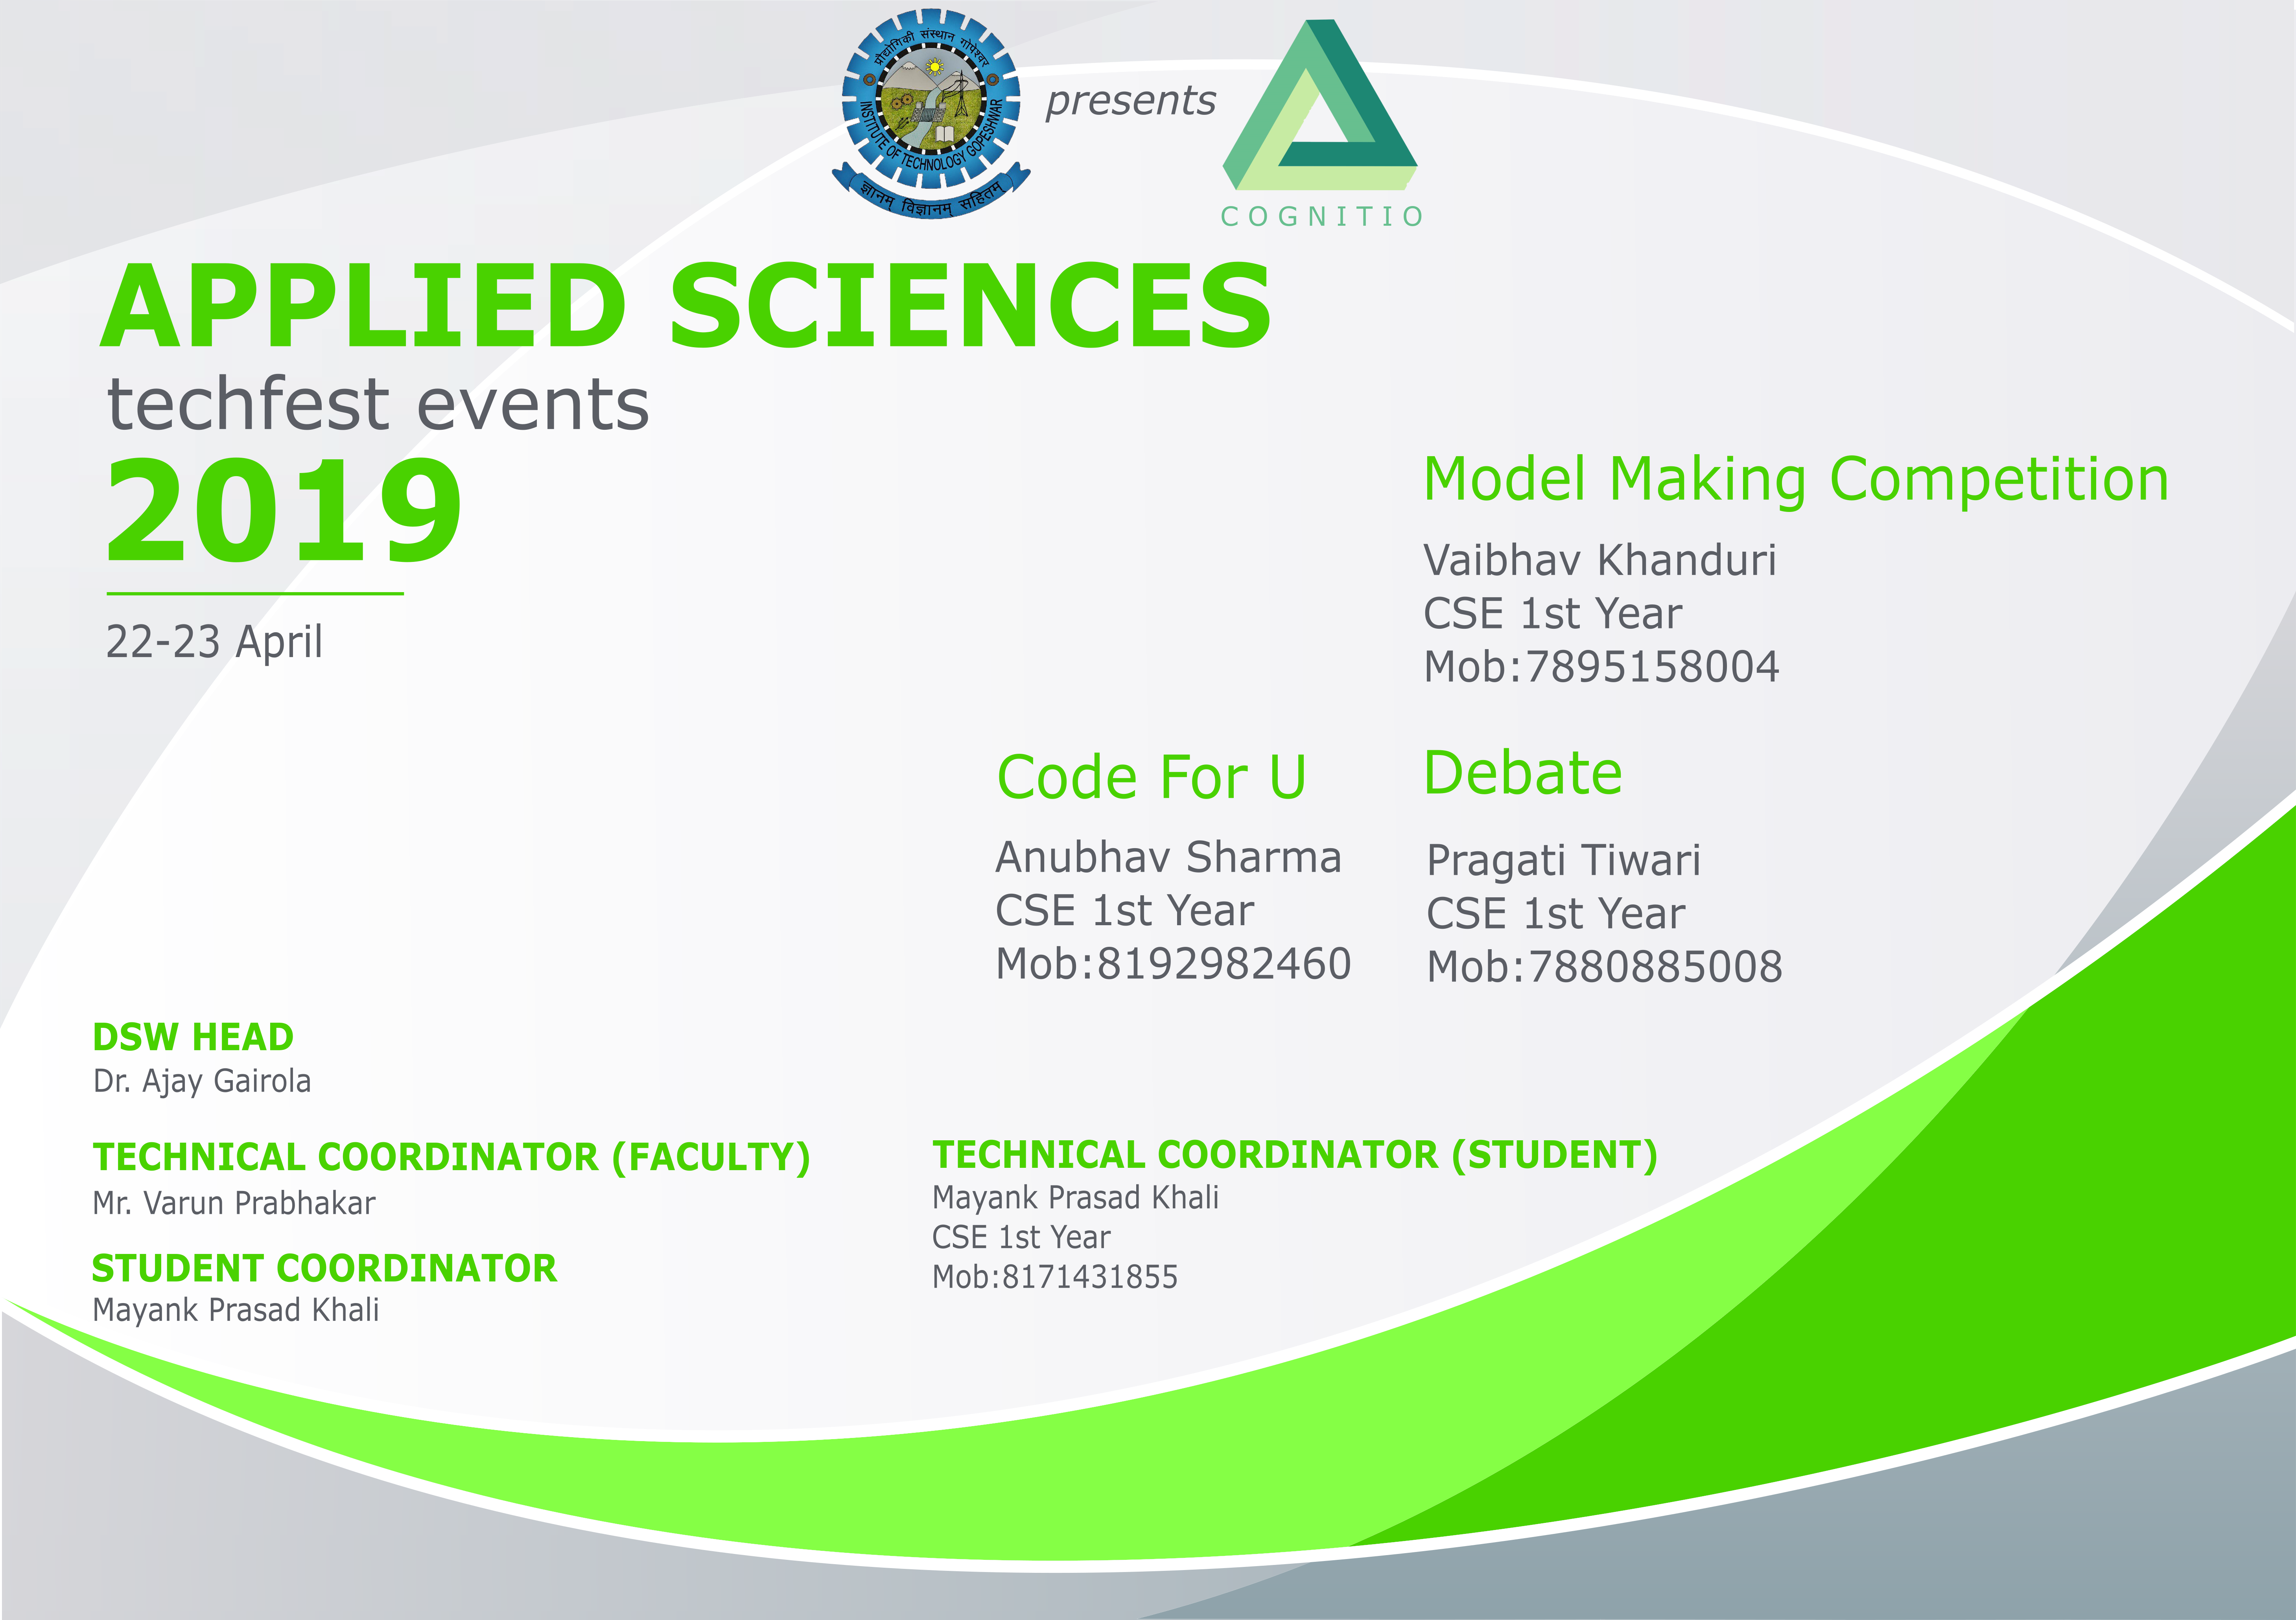 प्रौद्योगिकी संस्थान गोपेश्वर
INSTITUTE OF TECHNOLOGY GOPESHWAR
ज्ञानम् विज्ञानम् सहितम्
presents
COGNITIO
APPLIED SCIENCES
techfest events
2019
22-23 April
Model Making Competition
Vaibhav Khanduri
CSE 1st Year
Mob:7895158004
Code For U
Anubhav Sharma
CSE 1st Year
Mob:8192982460
Debate
Pragati Tiwari
CSE 1st Year
Mob:7880885008
DSW HEAD
Dr. Ajay Gairola
TECHNICAL COORDINATOR (FACULTY)
Mr. Varun Prabhakar
STUDENT COORDINATOR
Mayank Prasad Khali
TECHNICAL COORDINATOR (STUDENT)
Mayank Prasad Khali
CSE 1st Year
Mob:8171431855